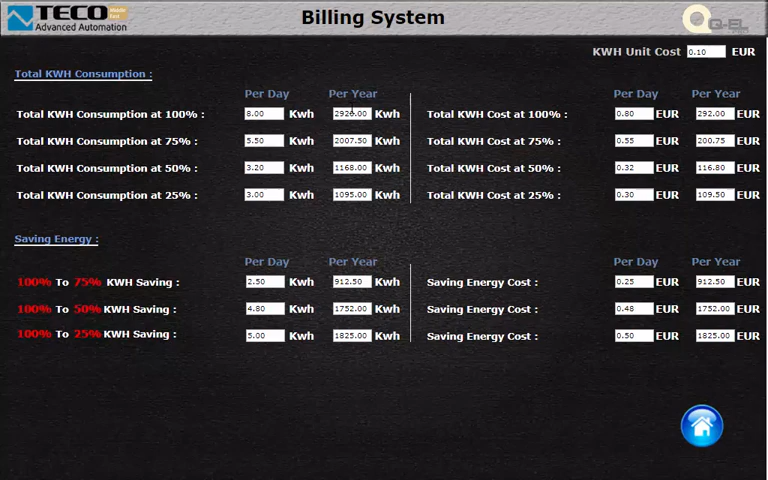 TECO Middle East
Advanced Automation
Billing System
Q-EL
KWH Unit Cost 0.10 EUR
Total KWH Consumption :
Per Day Per Year Per Day Per Year
Total KWH Consumption at 100% : 8.00 Kwh 2920.00 Kwh Total KWH Cost at 100% : 0.80 EUR 292.00 EUR
Total KWH Consumption at 75% : 5.50 Kwh 2007.50 Kwh Total KWH Cost at 75% : 0.55 EUR 200.75 EUR
Total KWH Consumption at 50% : 3.20 Kwh 1168.00 Kwh Total KWH Cost at 50% : 0.32 EUR 116.80 EUR
Total KWH Consumption at 25% : 3.00 Kwh 1095.00 Kwh Total KWH Cost at 25% : 0.30 EUR 109.50 EUR
Saving Energy :
Per Day Per Year Per Day Per Year
100% To 75% KWH Saving : 2.50 Kwh 912.50 Kwh Saving Energy Cost : 0.25 EUR 912.50 EUR
100% To 50% KWH Saving : 4.80 Kwh 1752.00 Kwh Saving Energy Cost : 0.48 EUR 1752.00 EUR
100% To 25% KWH Saving : 5.00 Kwh 1825.00 Kwh Saving Energy Cost : 0.50 EUR 1825.00 EUR